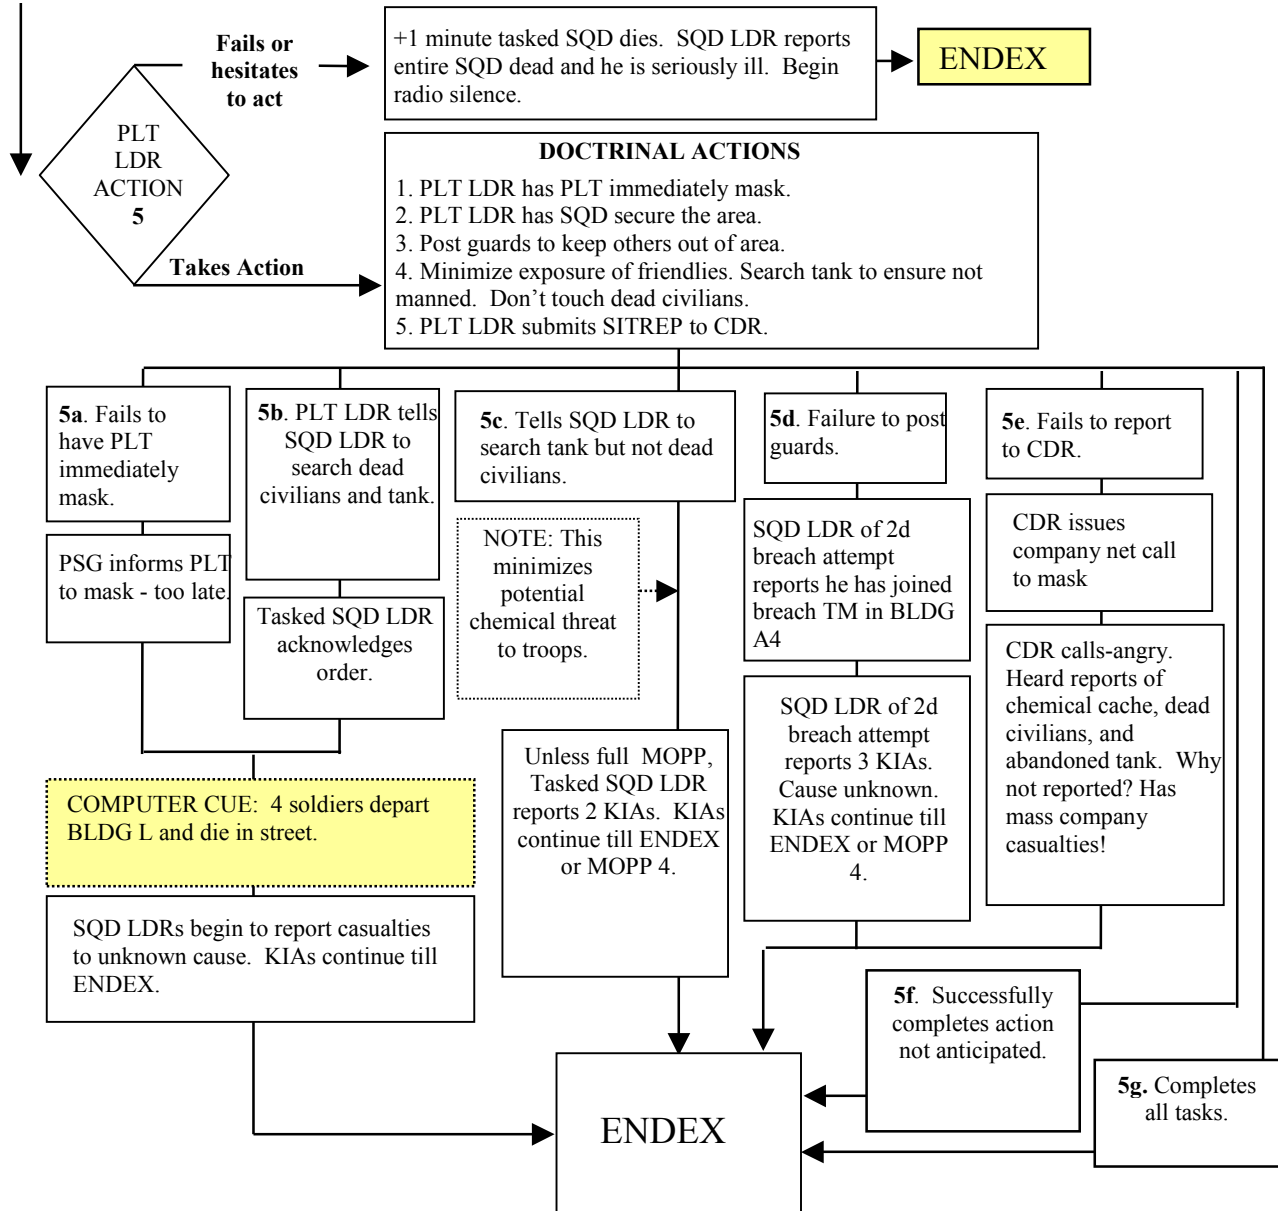 Fails or
hesitates
to act
+1 minute tasked SQD dies.  SQD LDR reports
entire SQD dead and he is seriously ill.  Begin
radio silence.
ENDEX
PLT
LDR
ACTION
5
Takes Action
DOCTRINAL ACTIONS
1. PLT LDR has PLT immediately mask.
2. PLT LDR has SQD secure the area.
3. Post guards to keep others out of area.
4. Minimize exposure of friendlies. Search tank to ensure not
manned.  Don't touch dead civilians.
5. PLT LDR submits SITREP to CDR.
5a. Fails to
have PLT
immediately
mask.
PSG informs PLT
to mask - too late.
5b. PLT LDR tells
SQD LDR to
search dead
civilians and tank.
Tasked SQD LDR
acknowledges
order.
COMPUTER CUE:  4 soldiers depart
BLDG L and die in street.
SQD LDRs begin to report casualties
to unknown cause.  KIAs continue till
ENDEX.
5c. Tells SQD LDR to
search tank but not dead
civilians.
NOTE: This
minimizes
potential
chemical threat
to troops.
Unless full  MOPP,
Tasked SQD LDR
reports 2 KIAs.  KIAs
continue till ENDEX
or MOPP 4.
5d. Failure to post
guards.
SQD LDR of 2d
breach attempt
reports he has joined
breach TM in BLDG
A4
SQD LDR of 2d
breach attempt
reports 3 KIAs.
Cause unknown.
KIAs continue till
ENDEX or MOPP
4.
5e. Fails to report
to CDR.
CDR issues
company net call
to mask
CDR calls-angry.
Heard reports of
chemical cache, dead
civilians, and
abandoned tank.  Why
not reported? Has
mass company
casualties!
5f.  Successfully
completes action
not anticipated.
5g. Completes
all tasks.
ENDEX